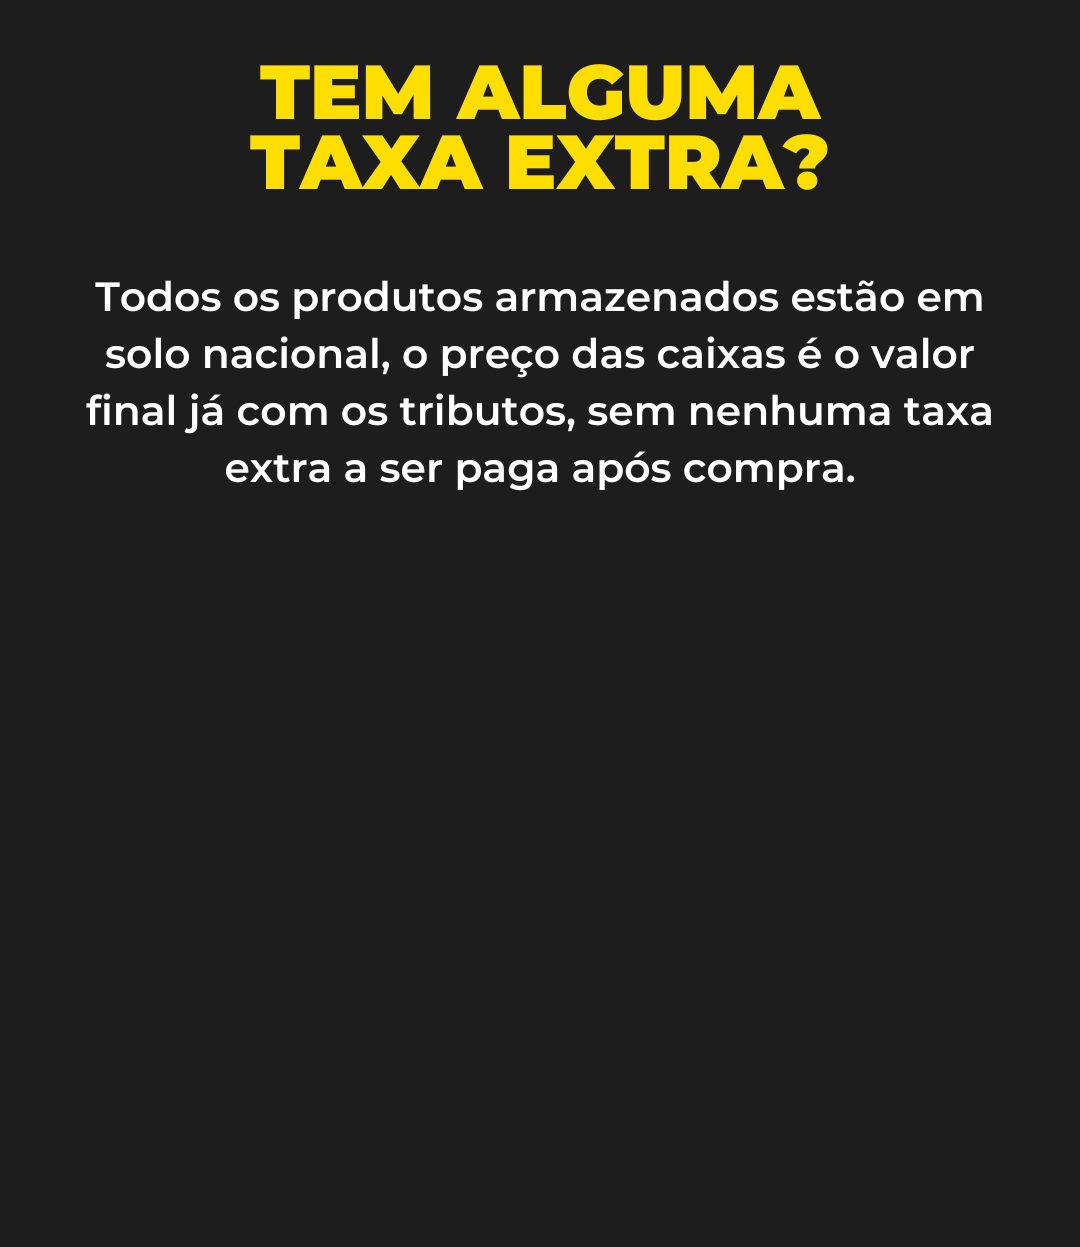 TEM ALGUMA
TAXA EXTRA?
Todos os produtos armazenados estão em
solo nacional, o preço das caixas é o valor
final já com os tributos, sem nenhuma taxa
extra a ser paga após compra.